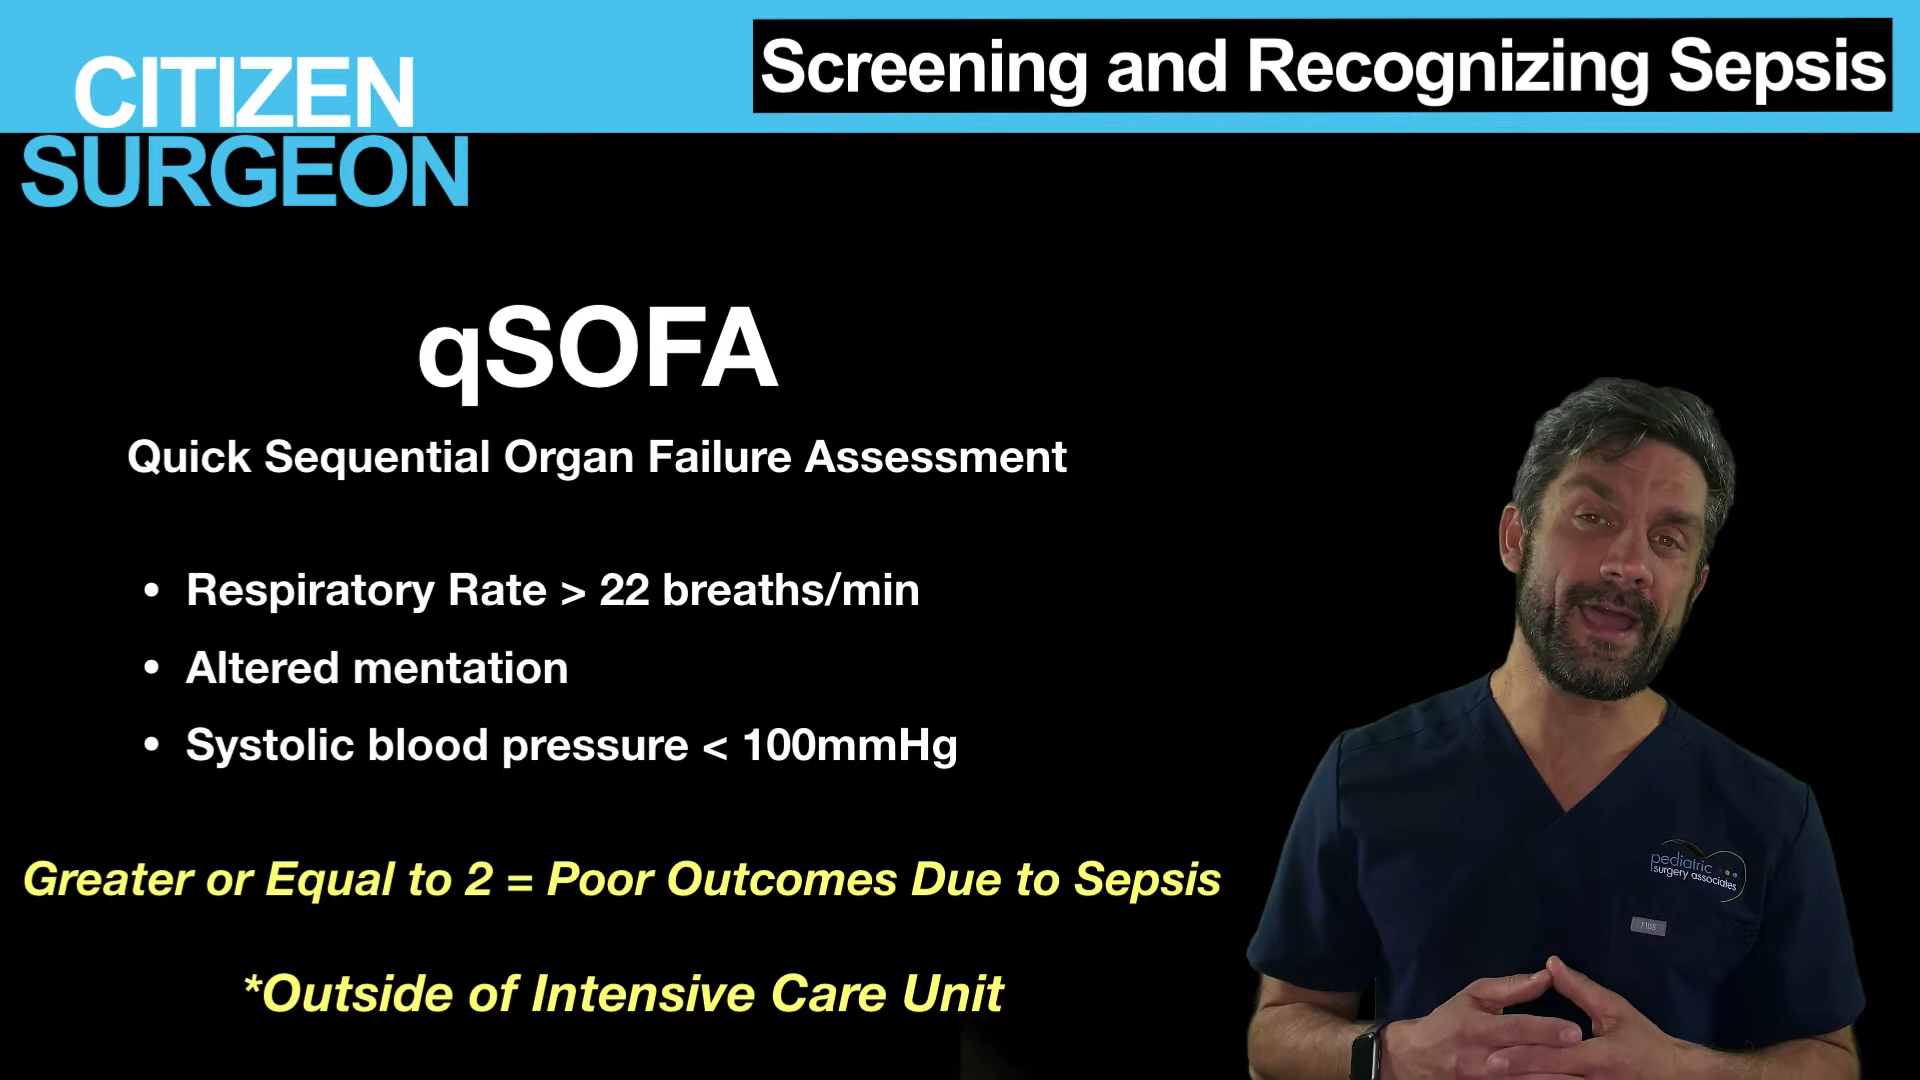 CITIZEN
SURGEON
Screening and Recognizing Sepsis
qSOFA
Quick Sequential Organ Failure Assessment
• Respiratory Rate > 22 breaths/min
• Altered mentation
• Systolic blood pressure < 100mmHg
Greater or Equal to 2 = Poor Outcomes Due to Sepsis
*Outside of Intensive Care Unit
pediatric
surgery associates
FIGS